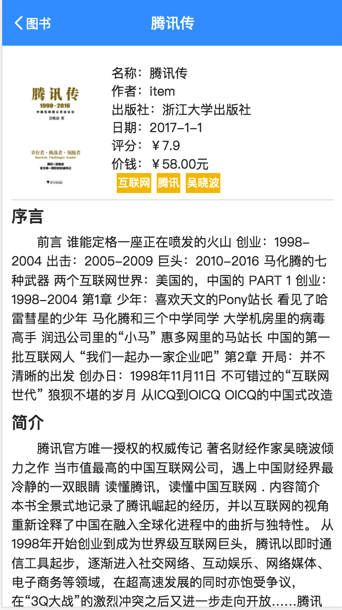 图书
腾讯传
腾讯传
1998-2016
名称：腾讯传
作者：item
出版社：浙江大学出版社
日期：2017-1-1
评分：￥7.9
价钱：￥58.00元
互联网 腾讯 吴晓波
序言
前言 谁能定格一座正在喷发的火山 创业：1998-
2004 出击：2005-2009 巨头：2010-2016 马化腾的七
种武器 两个互联网世界：美国的，中国的 PART 1 创业：
1998-2004 第1章 少年：喜欢天文的Pony站长 看见了哈
雷彗星的少年 马化腾和三个中学同学 大学机房里的病毒
高手 润迅公司里的“小马” 惠多网里的马站长 中国的第一
批互联网人 “我们一起办一家企业吧” 第2章 开局：并不
清晰的出发 创办日：1998年11月11日 不可错过的“互联网
世代” 狼狈不堪的岁月 从ICQ到OICQ OICQ的中国式改造
简介
腾讯官方唯一授权的权威传记 著名财经作家吴晓波倾
力之作 当市值最高的中国互联网公司，遇上中国财经界最
冷静的一双眼睛 读懂腾讯，读懂中国互联网 . 内容简介
本书全景式地记录了腾讯崛起的经历，并以互联网的视角
重新诠释了中国在融入全球化进程中的曲折与独特性。 从
1998年开始创业到成为世界级互联网巨头，腾讯以即时通
信工具起步，逐渐进入社交网络、互动娱乐、网络媒体、
电子商务等领域，在超高速发展的同时亦饱受争议，
在“3Q大战”的激烈冲突之后又进一步走向开放……腾讯